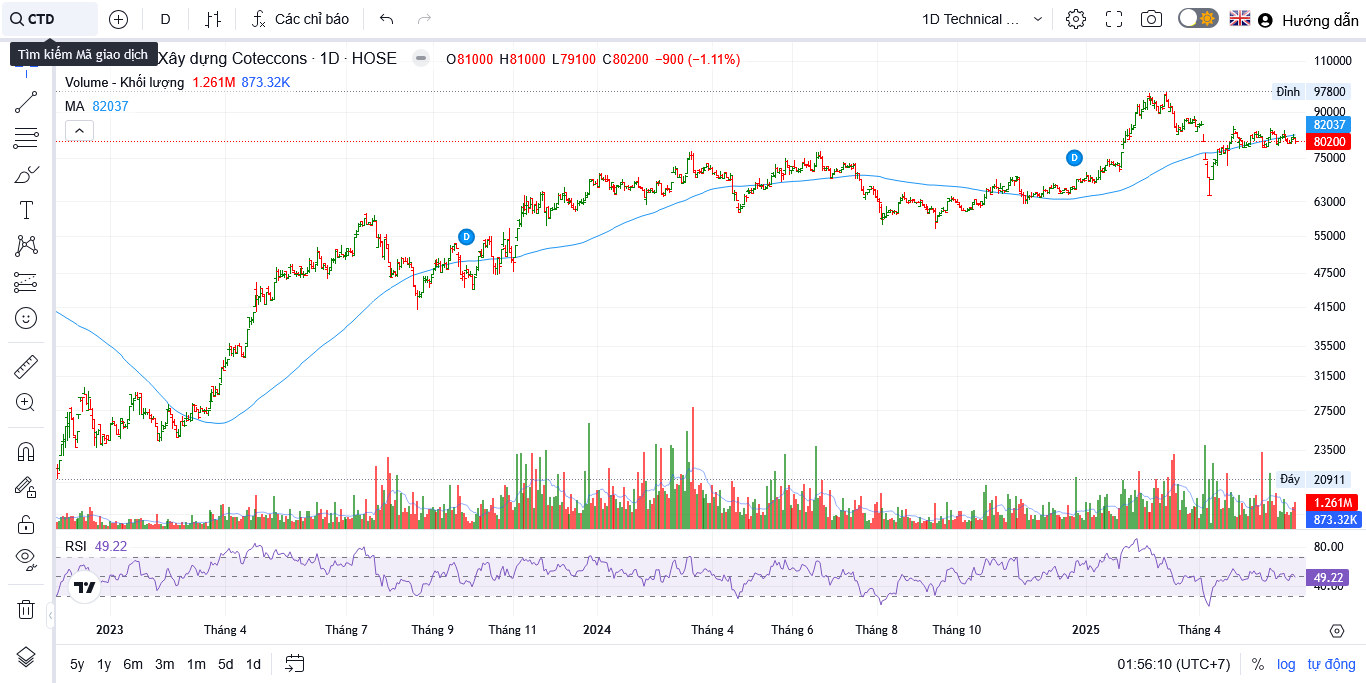 CTD
D
Các chỉ báo
1D Technical ...
Hướng dẫn
Tìm kiếm Mã giao dịch
Xây dựng Coteccons · 1D · HOSE
O81000 H81000 L79100 C80200 −900 (−1.11%)
Volume - Khối lượng 1.261M 873.32K
MA 82037
110000
Đỉnh 97800
90000
82037
80200
75000
63000
55000
47500
41500
35500
31500
27500
23500
Đáy 20911
1.261M
873.32K
D
D
RSI 49.22
80.00
49.22
40.00
2023 Tháng 4 Tháng 7 Tháng 9 Tháng 11 2024 Tháng 4 Tháng 6 Tháng 8 Tháng 10 2025 Tháng 4
5y 1y 6m 3m 1m 5d 1d
01:56:10 (UTC+7) % log tự động